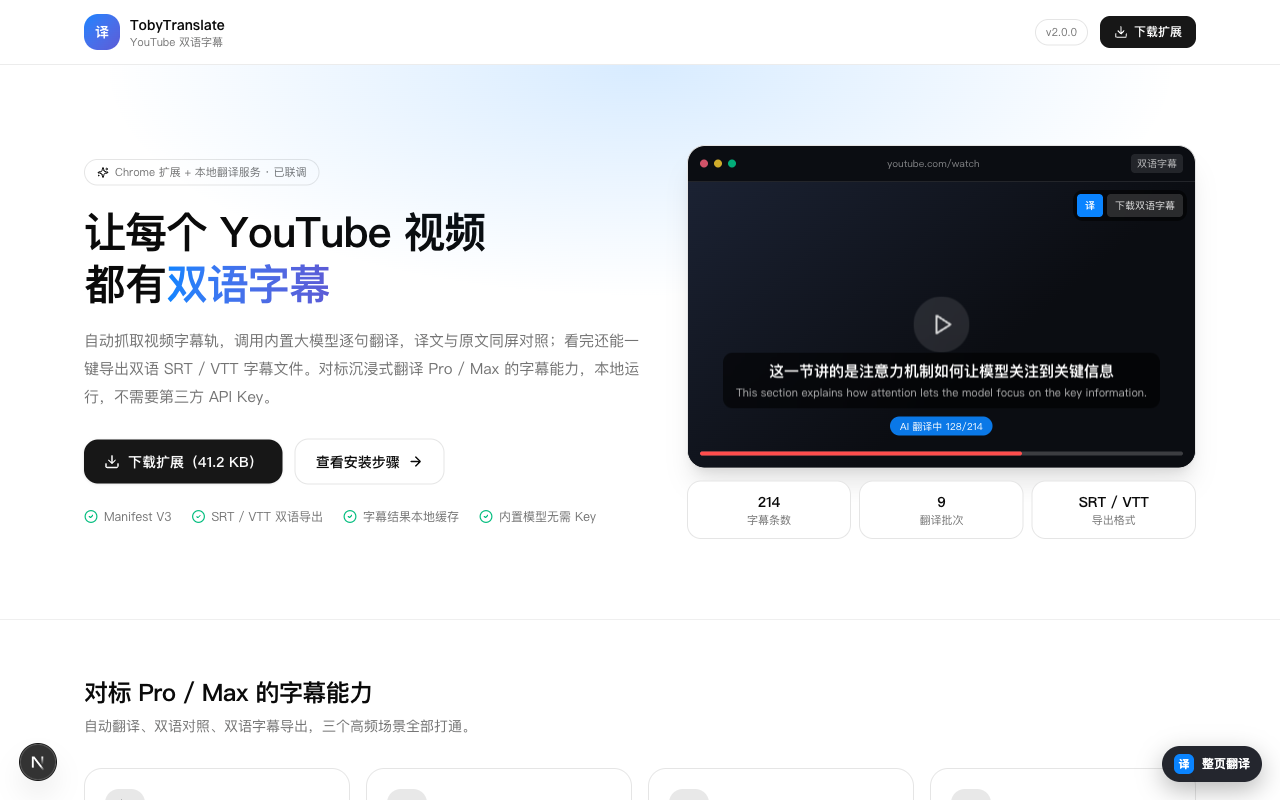 译
TobyTranslate
YouTube 双语字幕
v2.0.0
下载扩展
Chrome 扩展 + 本地翻译服务 · 已联调
让每个 YouTube 视频
都有双语字幕
自动抓取视频字幕轨，调用内置大模型逐句翻译，译文与原文同屏对照；看完还能一
键导出双语 SRT / VTT 字幕文件。对标沉浸式翻译 Pro / Max 的字幕能力，本地运
行，不需要第三方 API Key。
下载扩展（41.2 KB）
查看安装步骤
Manifest V3
SRT / VTT 双语导出
字幕结果本地缓存
内置模型无需 Key
youtube.com/watch
双语字幕
译
下载双语字幕
这一节讲的是注意力机制如何让模型关注到关键信息
This section explains how attention lets the model focus on the key information.
AI 翻译中 128/214
214
字幕条数
9
翻译批次
SRT / VTT
导出格式
对标 Pro / Max 的字幕能力
自动翻译、双语对照、双语字幕导出，三个高频场景全部打通。
N
译
整页翻译